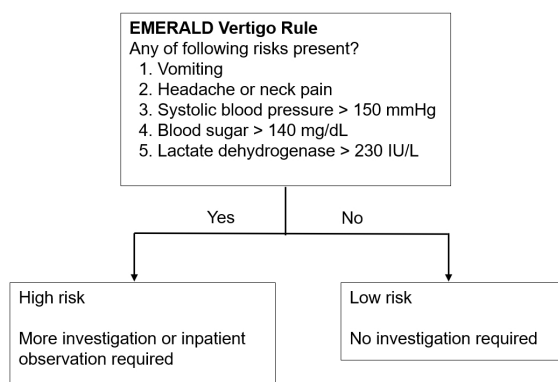 EMERALD Vertigo Rule
Any of following risks present?
1. Vomiting
2. Headache or neck pain
3. Systolic blood pressure > 150 mmHg
4. Blood sugar > 140 mg/dL
5. Lactate dehydrogenase > 230 IU/L
Yes
No
High risk
More investigation or inpatient
observation required
Low risk
No investigation required